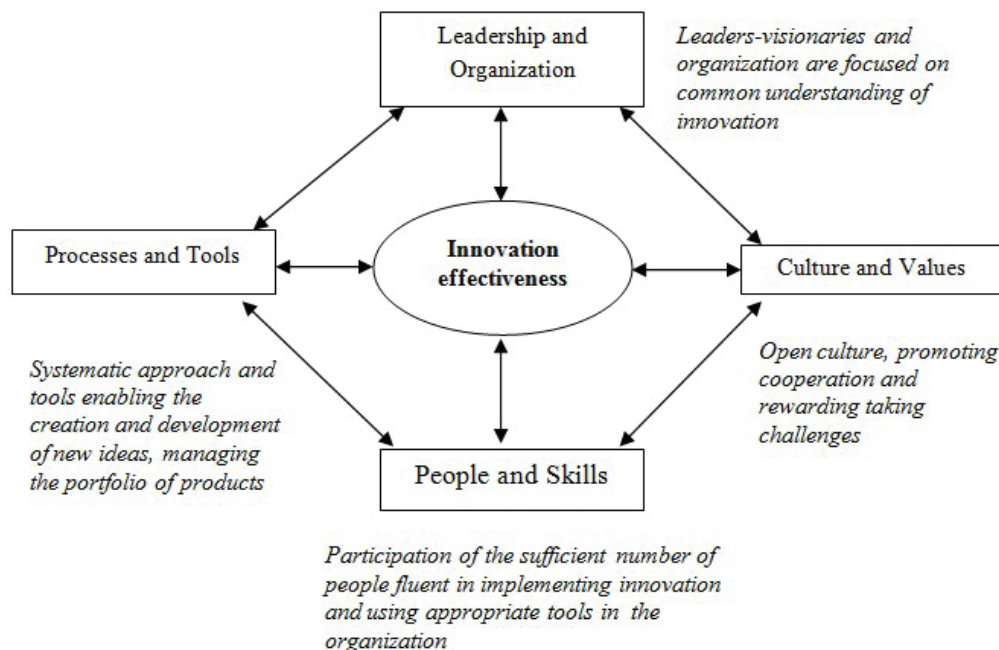 Leadership and
Organization
Leaders-visionaries and
organization are focused on
common understanding of
innovation
Processes and Tools
Innovation
effectiveness
Culture and Values
Systematic approach and
tools enabling the
creation and development
of new ideas, managing
the portfolio of products
Open culture, promoting
cooperation and
rewarding taking
challenges
People and Skills
Participation of the sufficient number of
people fluent in implementing innovation
and using appropriate tools in the
organization